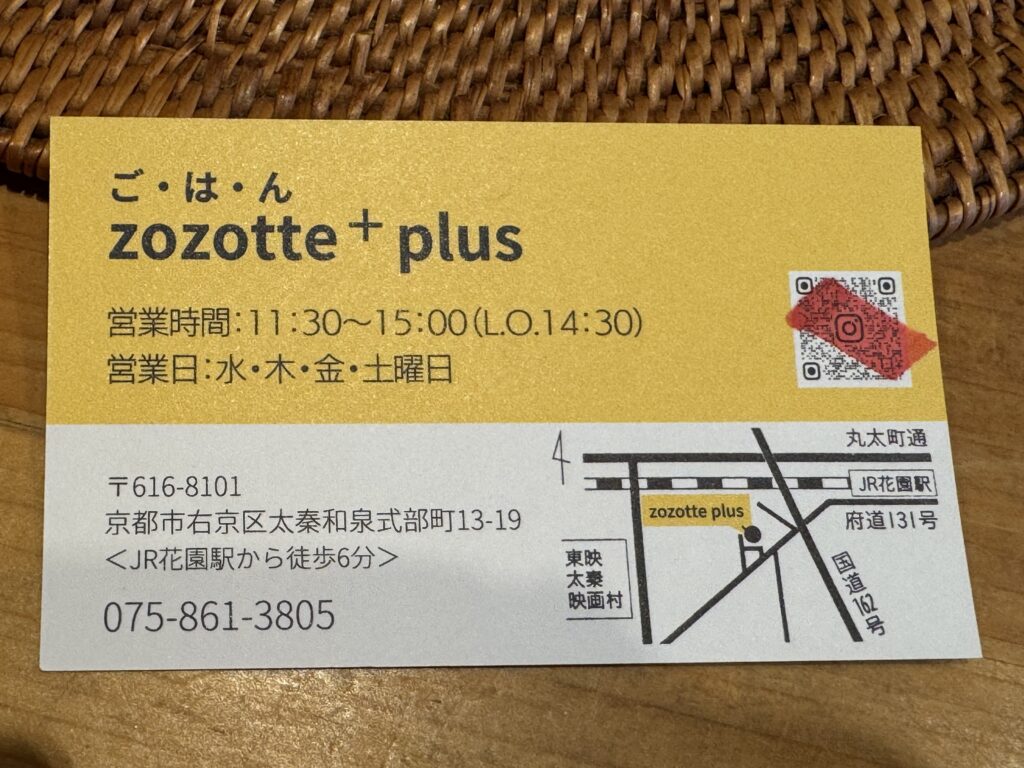 ご・は・ん
zozotte + plus
営業時間：11：30〜15：00（L.O.14：30）
営業日：水・木・金・土曜日
〒616-8101
京都市右京区太秦和泉式部町13-19
＜JR花園駅から徒歩6分＞
075-861-3805
4
丸太町通
JR花園駅
zozotte plus
府道131号
東映
太秦
映画村
国道162号